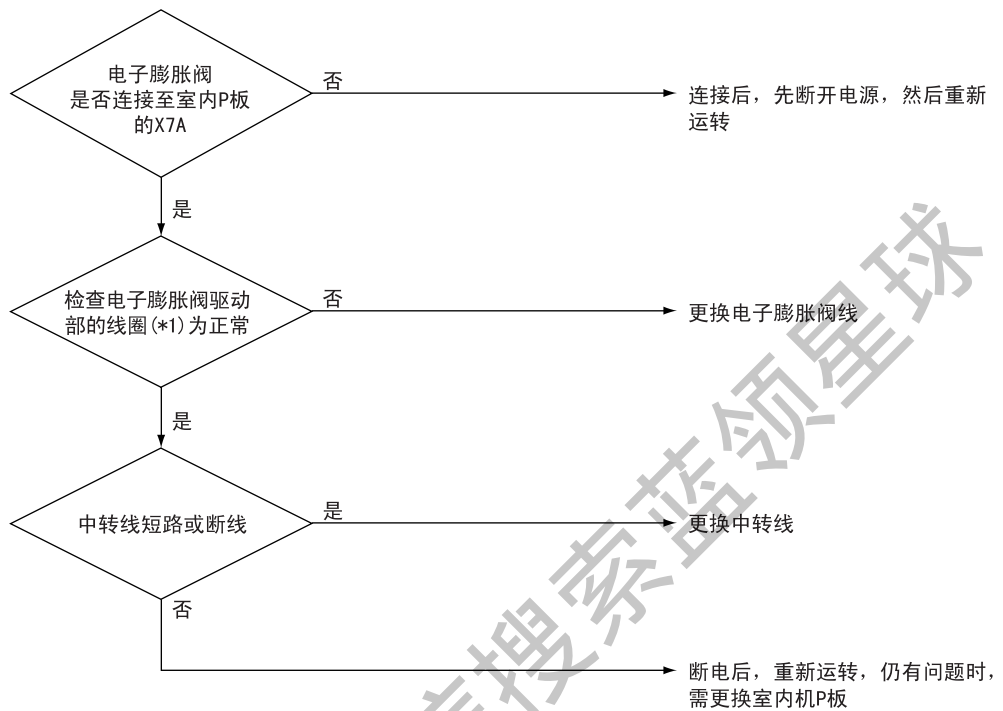 电子膨胀阀
是否连接至室内P板
的X7A
否
连接后，先断开电源，然后重新
运转
是
检查电子膨胀阀驱动
部的线圈(*1)为正常
否
更换电子膨胀阀线
是
中转线短路或断线
是
更换中转线
否
断电后，重新运转，仍有问题时，
需更换室内机P板
搜索蓝领星球